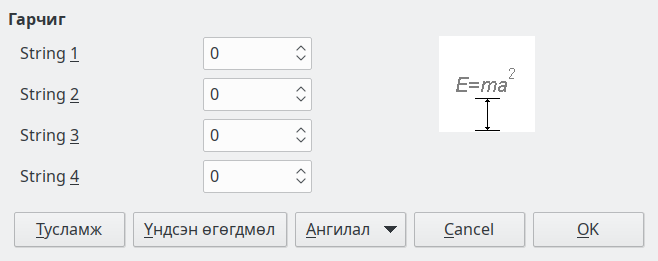 Гарчиг
String 1 0
String 2 0
String 3 0
String 4 0
E=ma²
Тусламж Үндсэн өгөгдмөл Ангилал Cancel OK